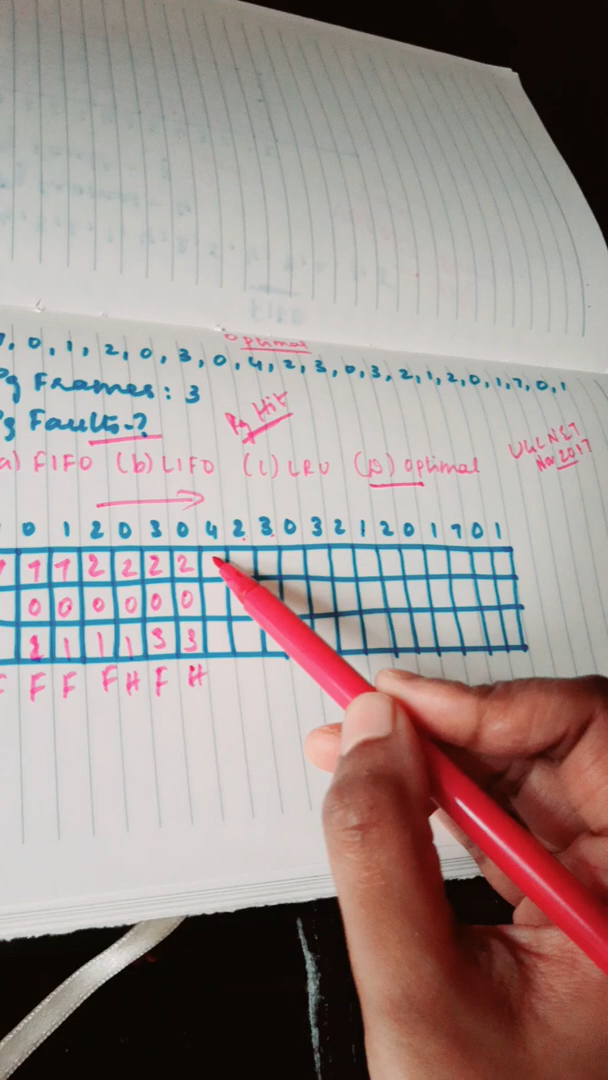 Optimal
, 0, 1, 2, 0, 3, 0, 4, 2, 3, 0, 3, 2, 1, 2, 0, 1, 7, 0, 1
Pg Frames: 3
Pg Faults-?
Pg Hit
a) FIFO (b) LIFO (c) LRU (D) Optimal
UGC NET
Nov 2017
0 1 2 0 3 0 4 2 3 0 3 2 1 2 0 1 7 0 1
7 7 7 2 2 2 2
0 0 0 0 0 0
1 1 1 3 3
F F F F H F H